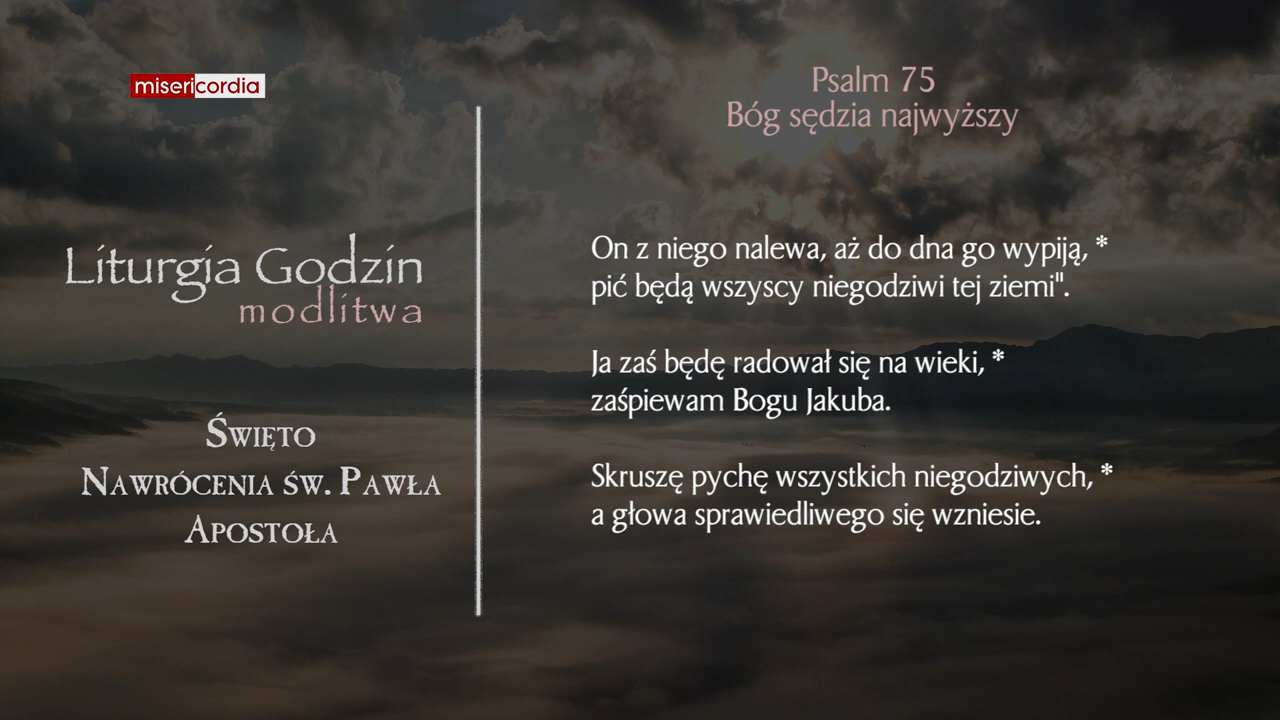 misericordia
Liturgia Godzin
modlitwa
Święto
Nawrócenia św. Pawła
Apostoła
Psalm 75
Bóg sędzia najwyższy
On z niego nalewa, aż do dna go wypiją, *
pić będą wszyscy niegodziwi tej ziemi".
Ja zaś będę radował się na wieki, *
zaśpiewam Bogu Jakuba.
Skruszę pychę wszystkich niegodziwych, *
a głowa sprawiedliwego się wzniesie.